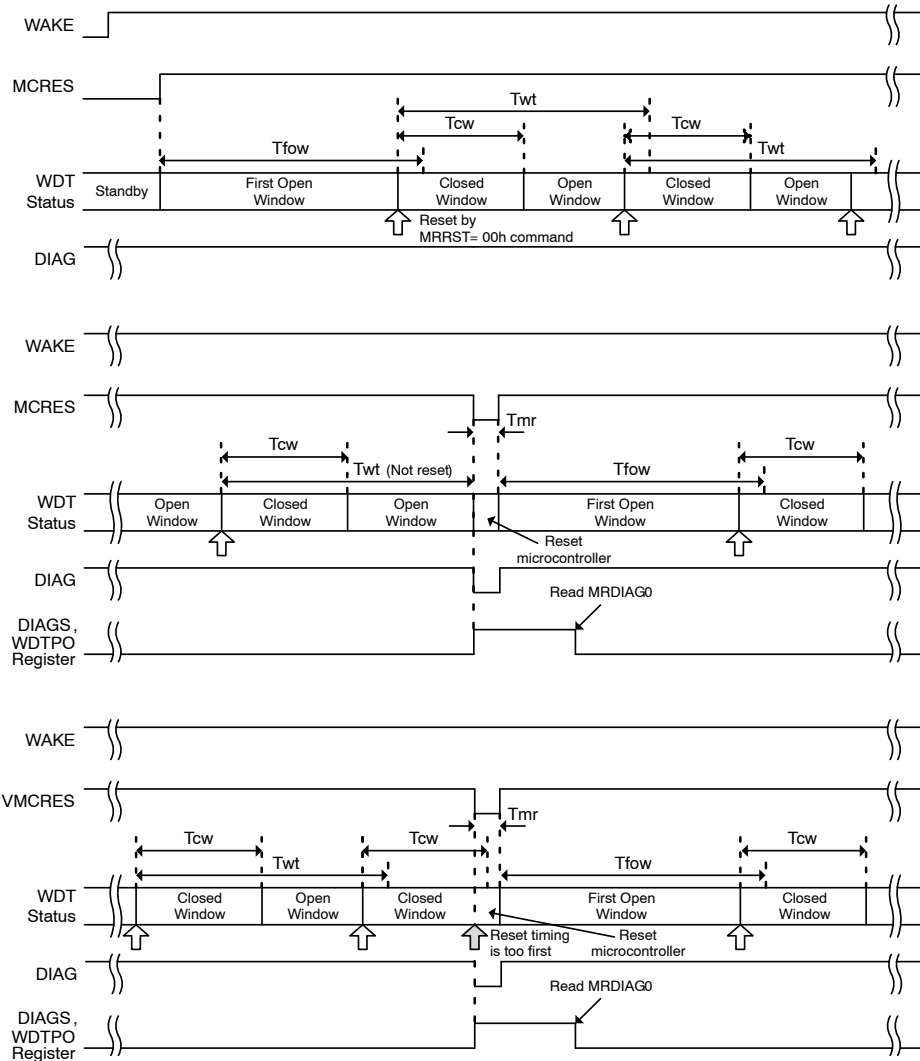 WAKE
MCRES
Twt
Tcw
Tcw
Tfow
Twt
WDT
Status
Standby
First Open
Window
Closed
Window
Open
Window
Closed
Window
Open
Window
Reset by
MRRST= 00h command
DIAG
WAKE
MCRES
Tmr
Tcw
Tcw
Twt (Not reset)
Tfow
WDT
Status
Open
Window
Closed
Window
Open
Window
First Open
Window
Closed
Window
Reset
microcontroller
DIAG
Read MRDIAG0
DIAGS,
WDTPO
Register
WAKE
VMCRES
Tmr
Tcw
Tcw
Tcw
Twt
Tfow
WDT
Status
Closed
Window
Open
Window
Closed
Window
First Open
Window
Closed
Window
Reset timing
is too first
Reset
microcontroller
DIAG
Read MRDIAG0
DIAGS,
WDTPO
Register